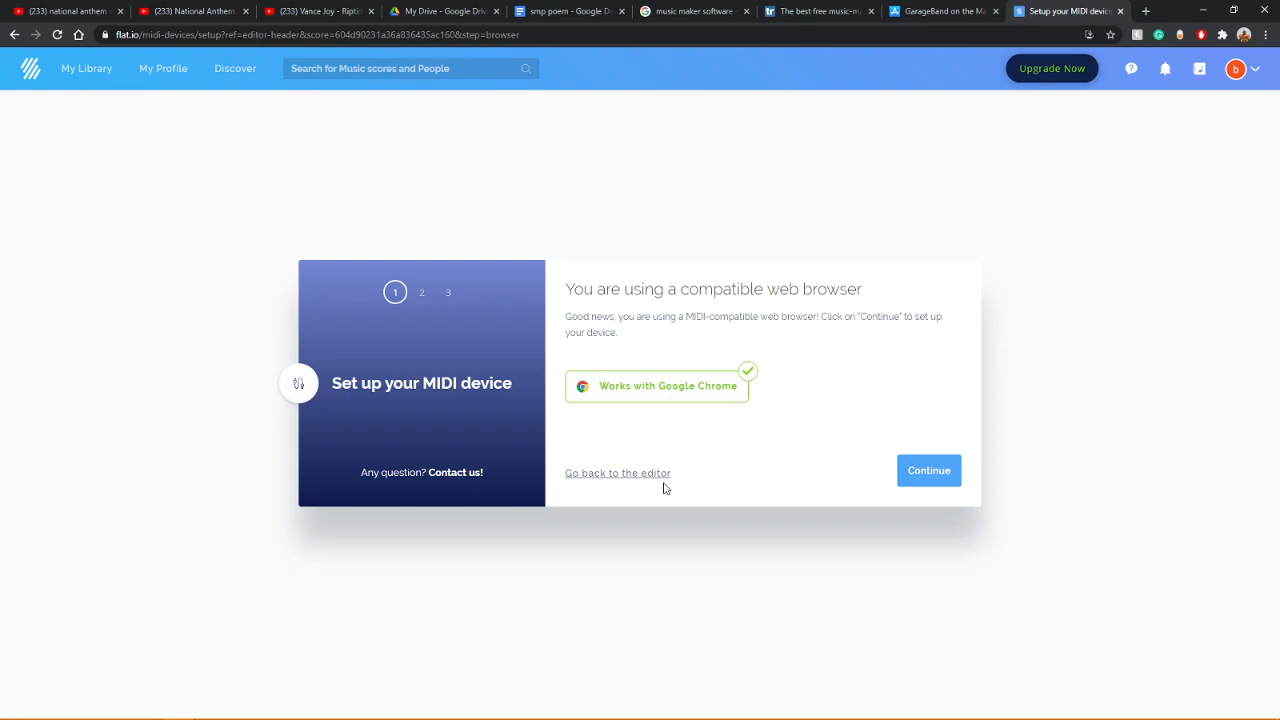 (233) national anthem r
(233) National Anthem
(233) Vance Joy - Riptid
My Drive - Google Drive
smp poem - Google Do
music maker software -
The best free music ma
GarageBand on the Ma
Setup your MIDI device
flat.io/midi-devices/setup?ref=editor-header&score=604d90231a36a836435ac160&step=browser
My Library
My Profile
Discover
Search for Music scores and People
Upgrade Now
b
1 2 3
Set up your MIDI device
Any question? Contact us!
You are using a compatible web browser
Good news, you are using a MIDI-compatible web browser! Click on "Continue" to set up
your device.
Works with Google Chrome
Go back to the editor
Continue